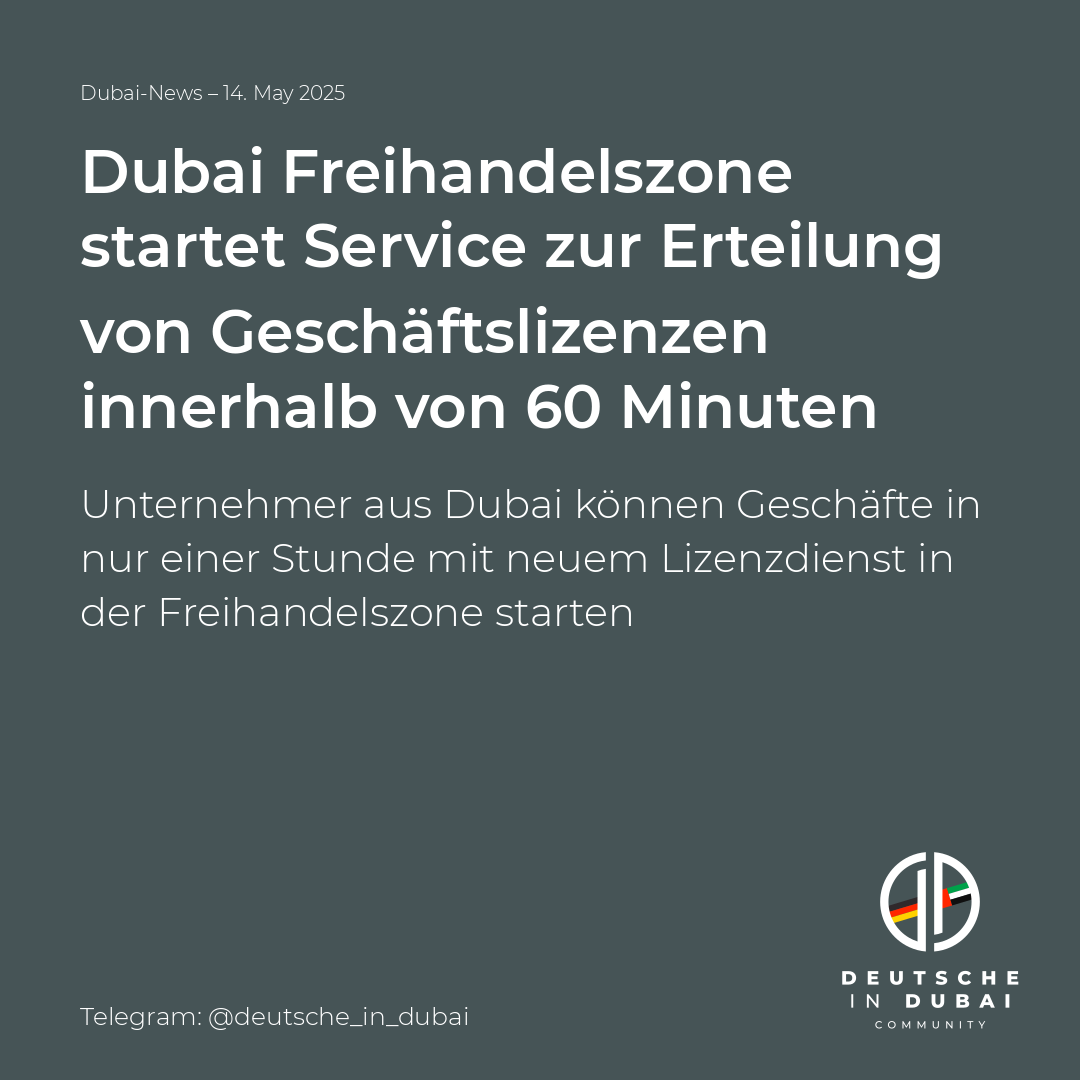 Dubai-News – 14. May 2025
Dubai Freihandelszone
startet Service zur Erteilung
von Geschäftslizenzen
innerhalb von 60 Minuten
Unternehmer aus Dubai können Geschäfte in
nur einer Stunde mit neuem Lizenzdienst in
der Freihandelszone starten
DEUTSCHE
IN DUBAI
COMMUNITY
Telegram: @deutsche_in_dubai